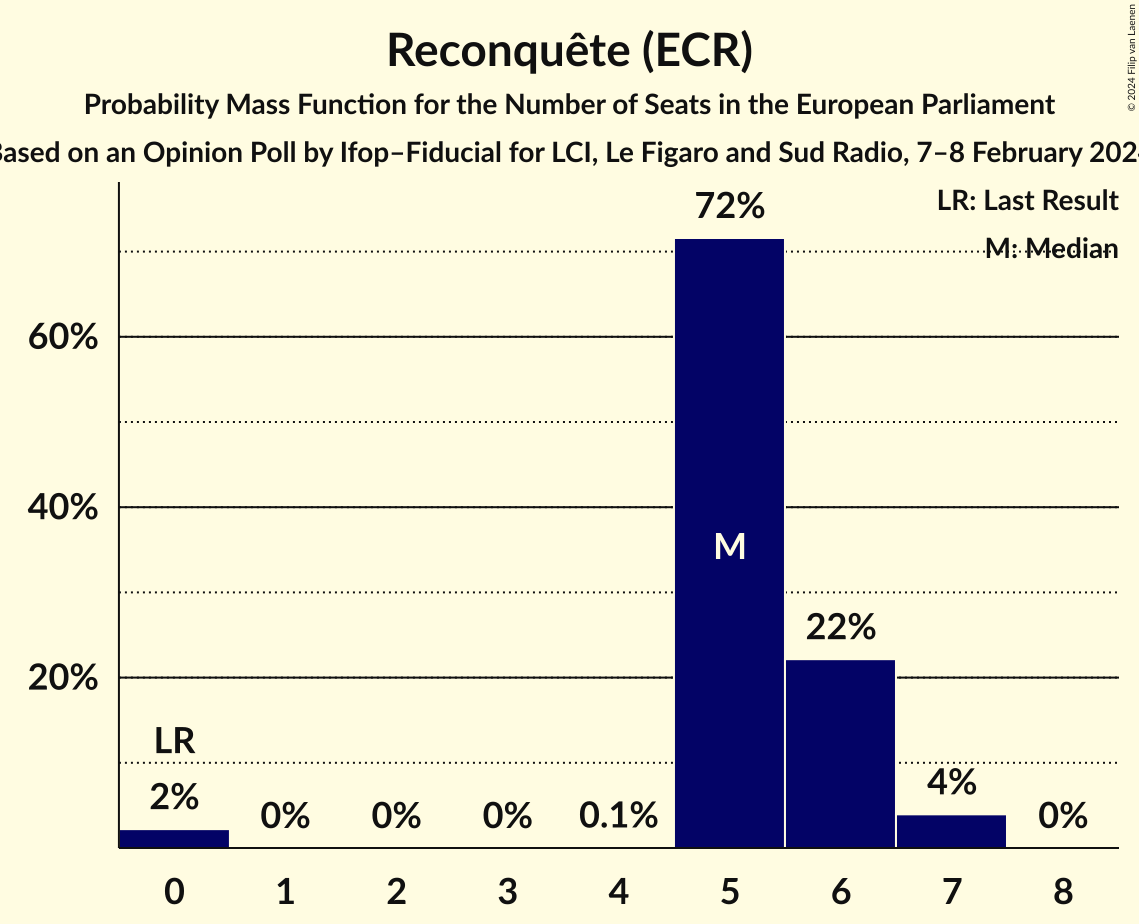 Reconquête (ECR)
Probability Mass Function for the Number of Seats in the European Parliament
Based on an Opinion Poll by Ifop–Fiducial for LCI, Le Figaro and Sud Radio, 7–8 February 2024
© 2024 Filip van Laenen
LR: Last Result
M: Median
72%
60%
40%
M
22%
20%
LR
2%
0%
0%
0%
0.1%
4%
0%
0 1 2 3 4 5 6 7 8